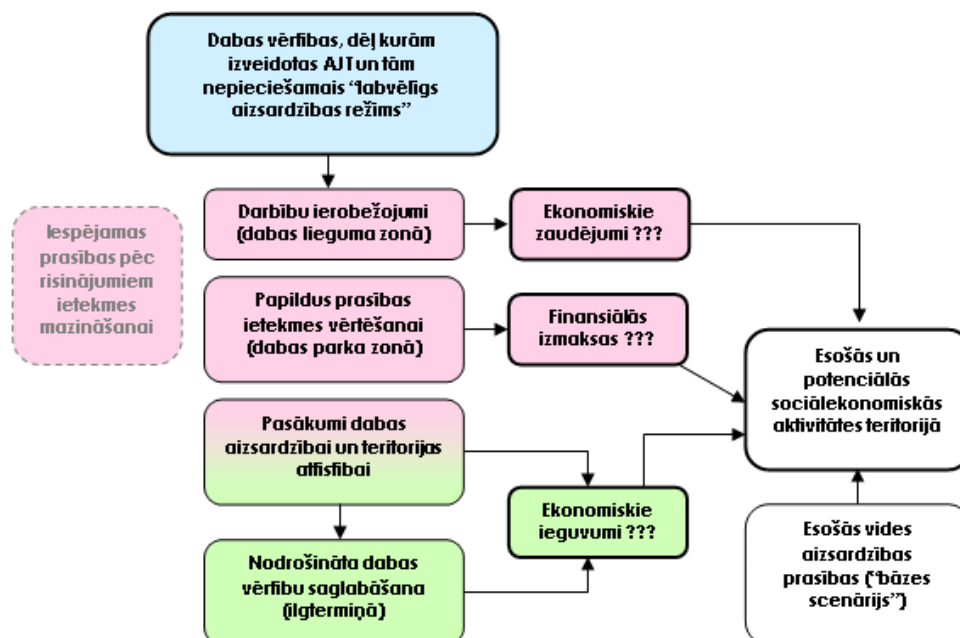 Dabas vērtības, dēļ kurām
izveidotas AJT un tām
nepieciešamais "labvēlīgs
aizsardzības režīms"
Iespējamas
prasības pēc
risinājumiem
ietekmes
mazināšanai
Darbību ierobežojumi
(dabas lieguma zonā)
Ekonomiskie
zaudējumi ???
Papildus prasības
ietekmes vērtēšanai
(dabas parka zonā)
Finansiālās
izmaksas ???
Esošās un
potenciālās
sociālekonomiskās
aktivitātes teritorijā
Pasākumi dabas
aizsardzībai un teritorijas
attīstībai
Ekonomiskie
ieguvumi ???
Nodrošināta dabas
vērtību saglabāšana
(ilgtermiņā)
Esošās vides
aizsardzības
prasības ("bāzes
scenārijs")